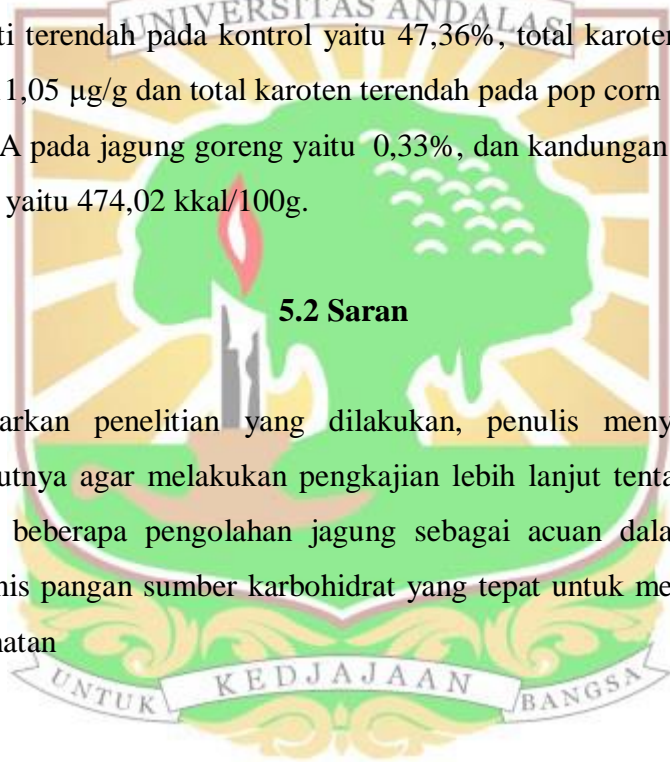 UNIVERSITAS ANDALAS
ti terendah pada kontrol yaitu 47,36%, total karoten
1,05 µg/g dan total karoten terendah pada pop corn
A pada jagung goreng yaitu 0,33%, dan kandungan
yaitu 474,02 kkal/100g.
5.2 Saran
arkan penelitian yang dilakukan, penulis meny
utnya agar melakukan pengkajian lebih lanjut tenta
beberapa pengolahan jagung sebagai acuan dala
nis pangan sumber karbohidrat yang tepat untuk me
natan
UNTUK KEDJAJAAN BANGSA